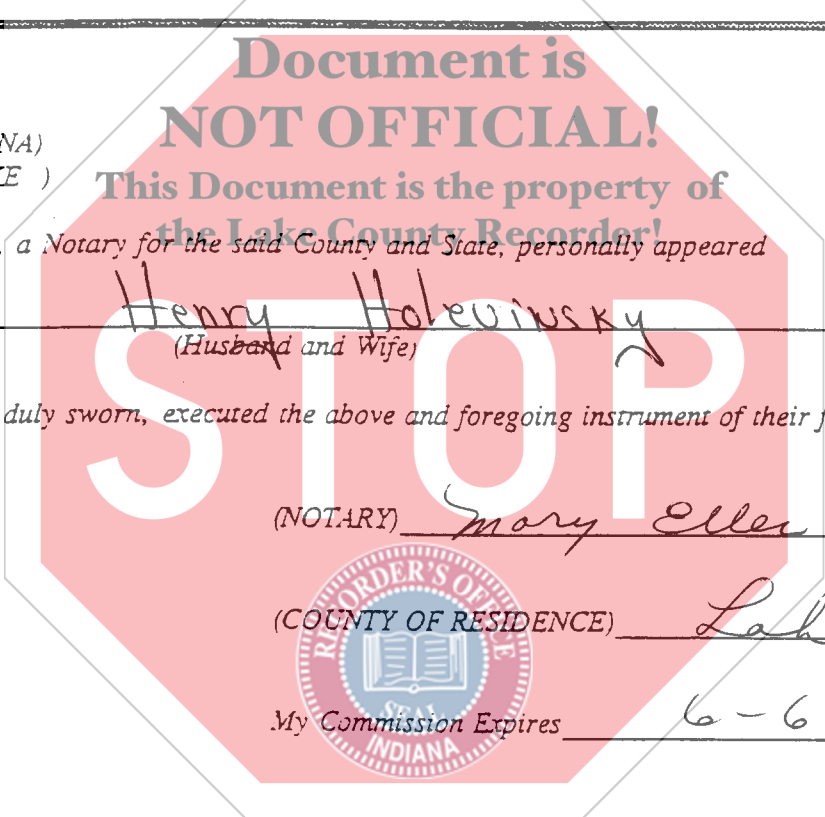 Document is
NOT OFFICIAL!
NA)
E )
This Document is the property of
the Lake County Recorder!
, a Notary for the said County and State, personally appeared
Henry Holevinsky
(Husband and Wife)
duly sworn, executed the above and foregoing instrument of their f
STOP
(NOTARY) Mary Ellen
RECORDER'S OFFICE
(COUNTY OF RESIDENCE) Lak
SEAL
My Commission Expires 6-6
INDIANA